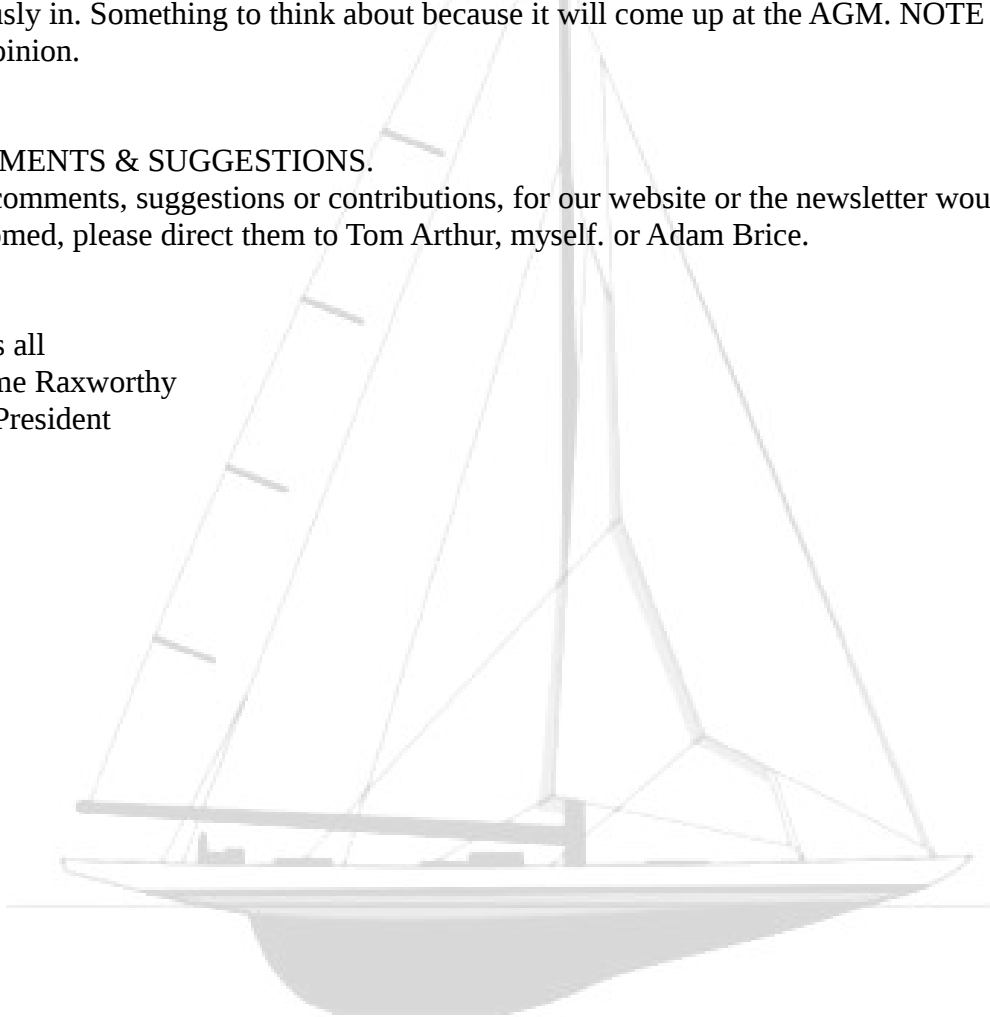 usly in. Something to think about because it will come up at the AGM. NOTE
pinion.
MENTS & SUGGESTIONS.
comments, suggestions or contributions, for our website or the newsletter wou
omed, please direct them to Tom Arthur, myself. or Adam Brice.
s all
me Raxworthy
President